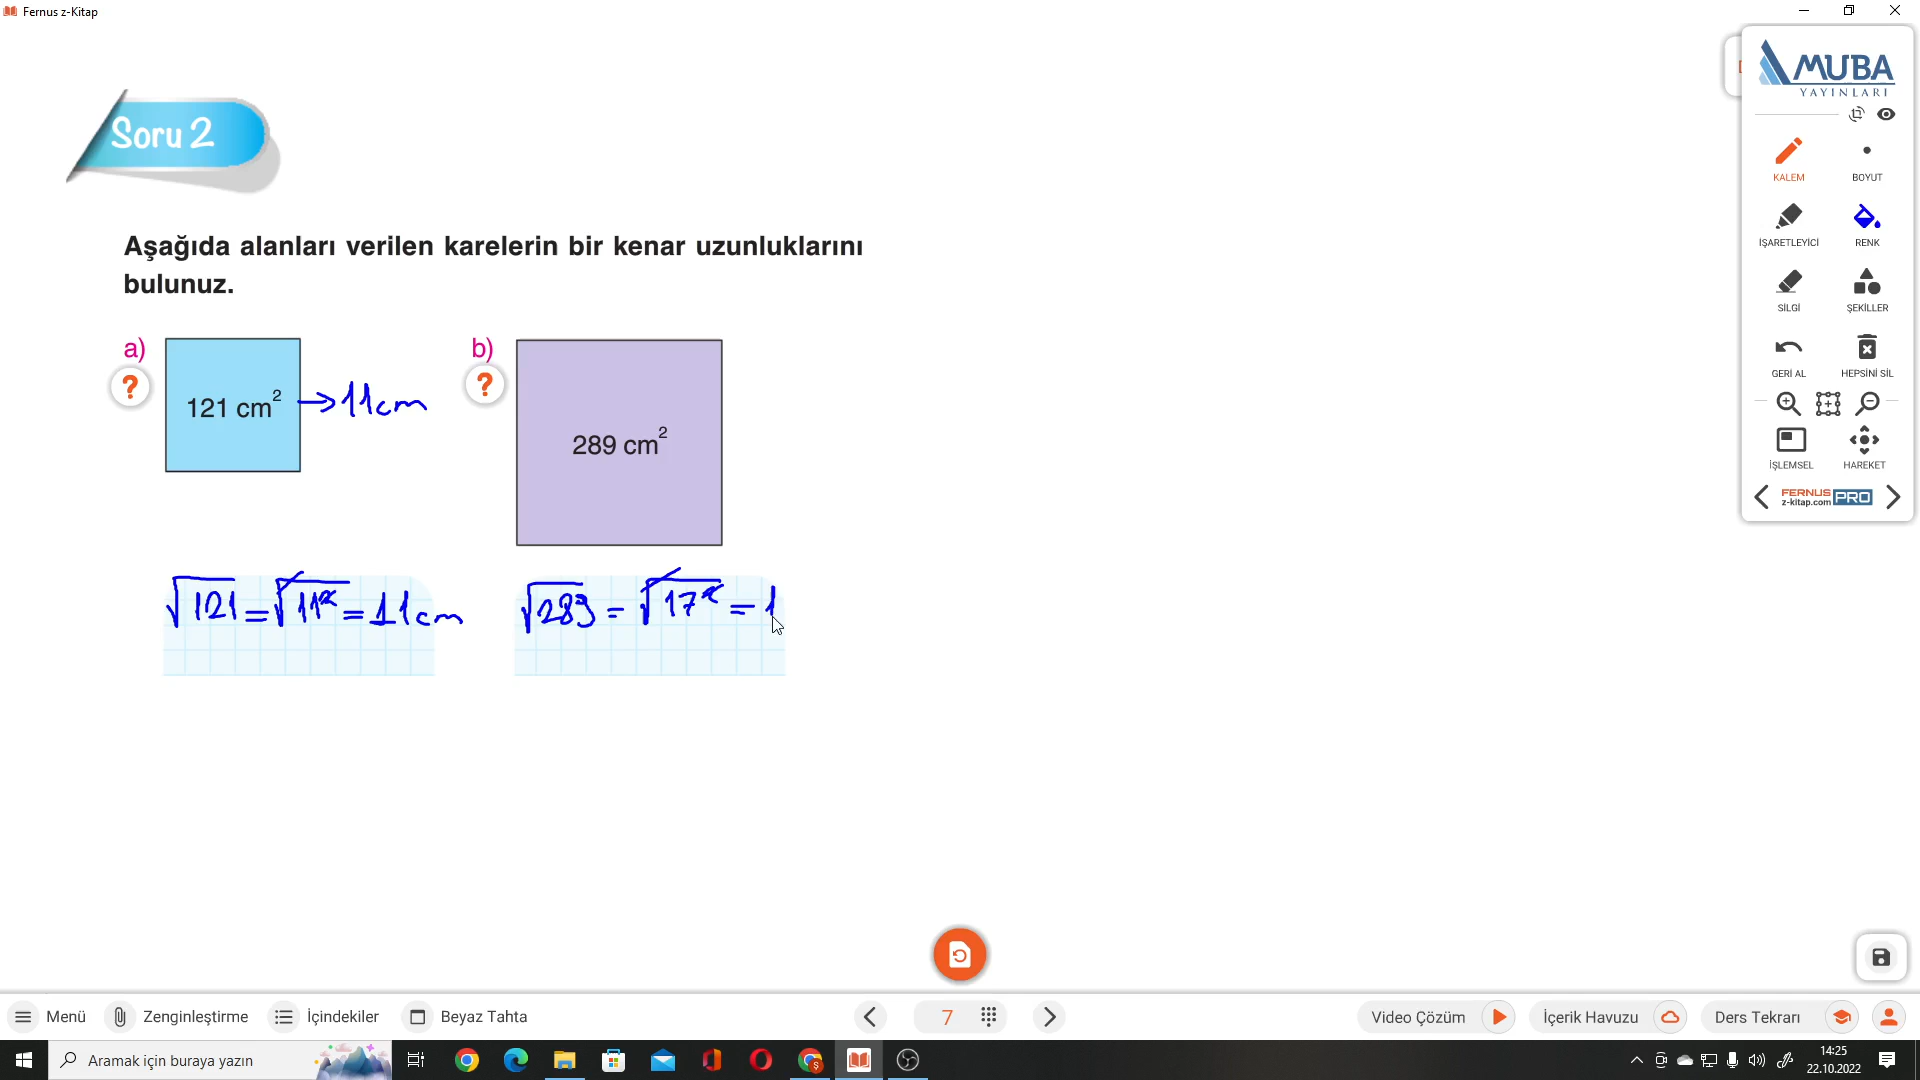 Fernus z-Kitap
Soru 2
Aşağıda alanları verilen karelerin bir kenar uzunluklarını
bulunuz.
a)
?
121 cm²
→11cm
b)
?
289 cm²
√121 = √11² = 11cm
√289 = √17² = 1
MUBA
YAYINLARI
KALEM
BOYUT
İŞARETLEYİCİ
RENK
SİLGİ
ŞEKİLLER
GERİ AL
HEPSİNİ SİL
İŞLEMSEL
HAREKET
FERNUS
z-kitap.com
PRO
Menü
Zenginleştirme
İçindekiler
Beyaz Tahta
7
Video Çözüm
İçerik Havuzu
Ders Tekrarı
Aramak için buraya yazın
14:25
22.10.2022